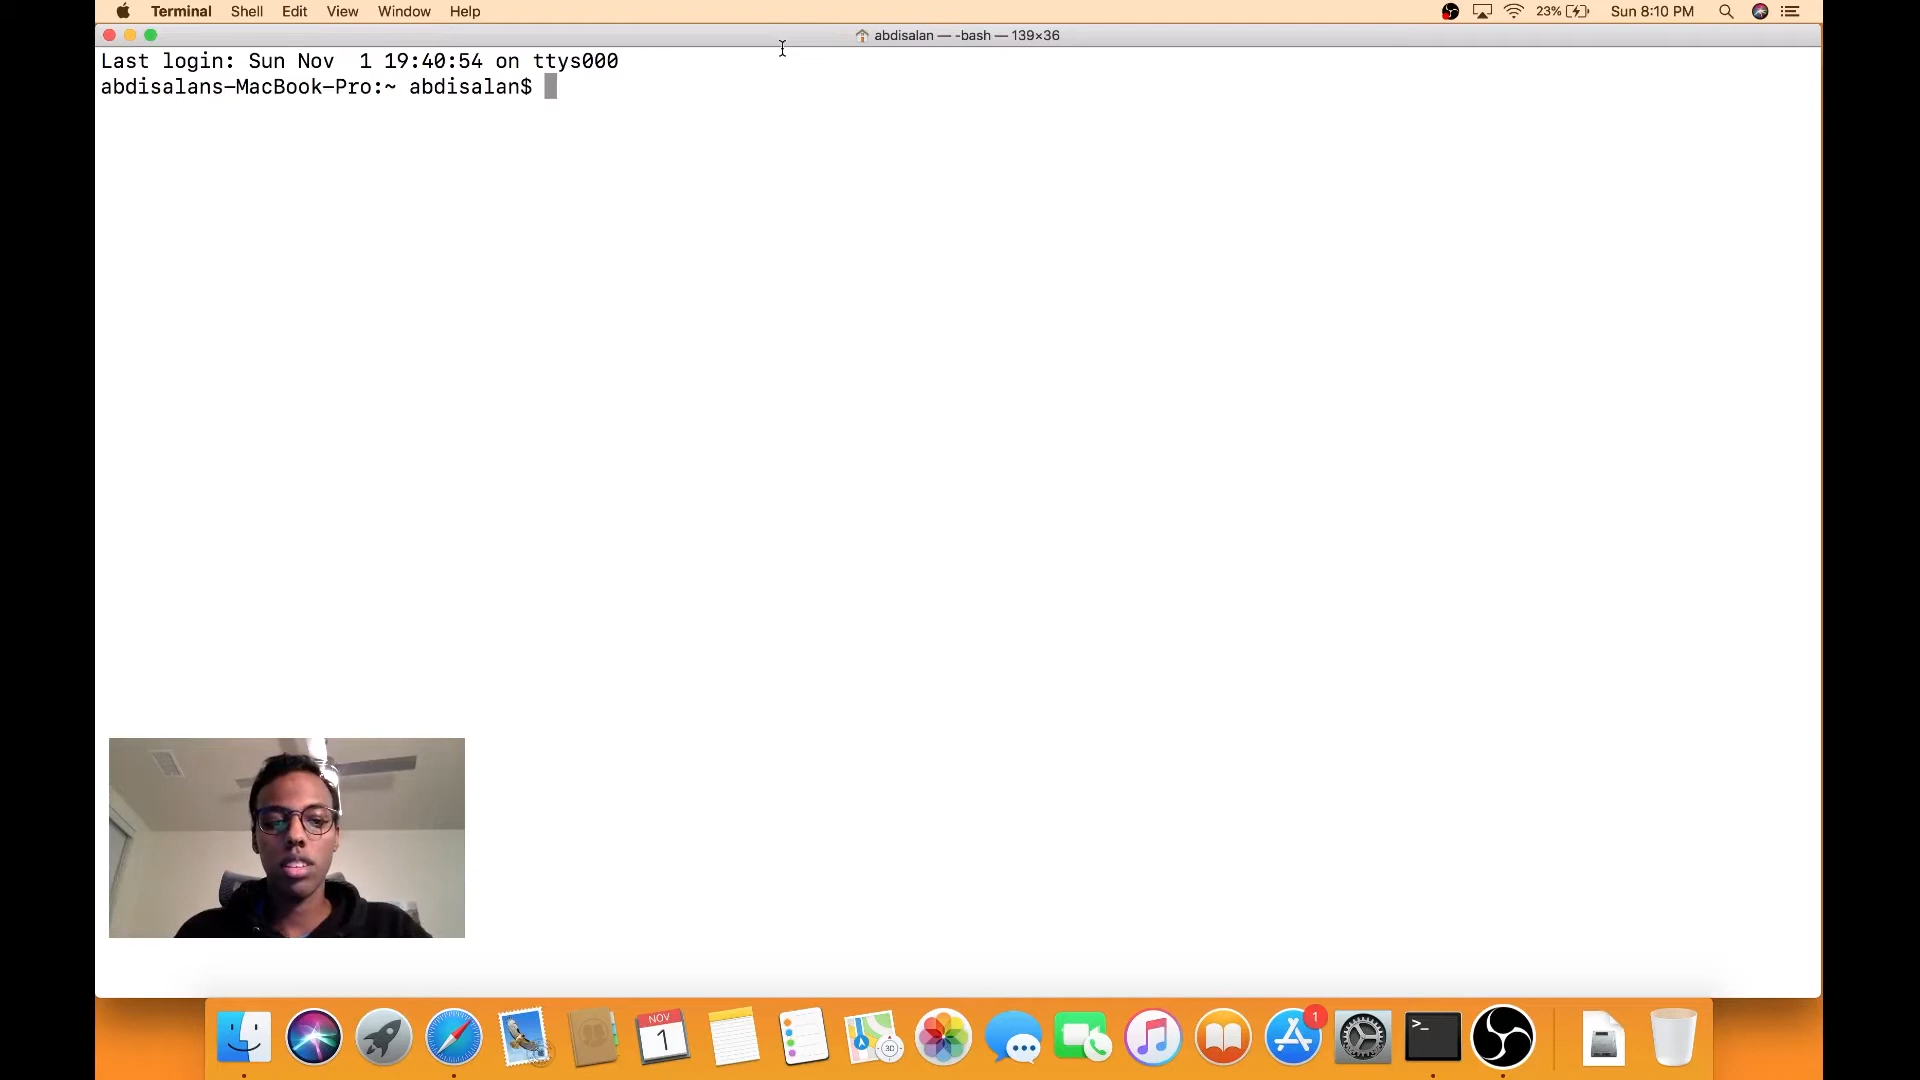 Terminal Shell Edit View Window Help 23% Sun 8:10 PM
abdisalan — -bash — 139×36
Last login: Sun Nov  1 19:40:54 on ttys000
abdisalans-MacBook-Pro:~ abdisalan$
NOV
1
3D
1
>_